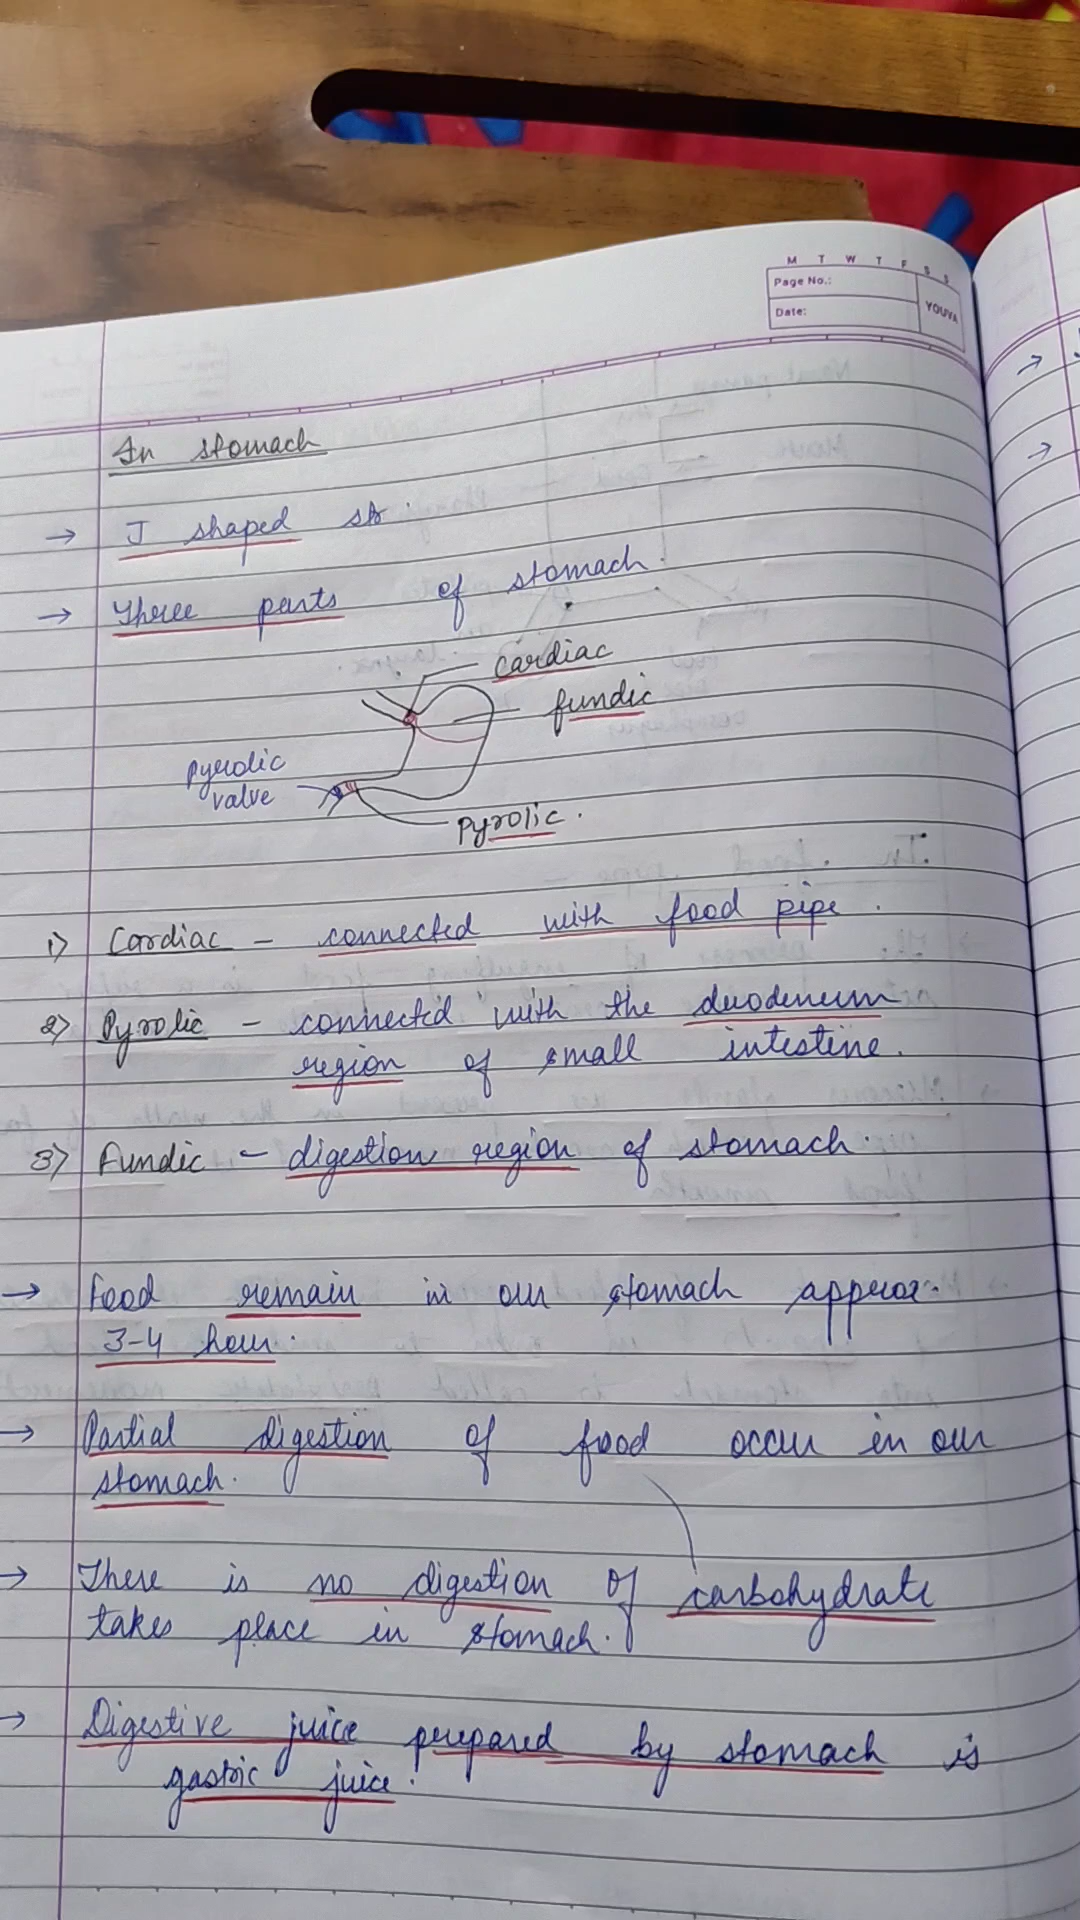 M T W T F S S
Page No.:
Date:
YOUVA
In stomach
→ J shaped str.
→ Three parts of stomach.
cardiac
fundic
pyrolic
valve
pyrolic.
1) Cardiac – connected with food pipe.
2) Pyrolic – connected with the duodenum
region of small intestine.
3) Fundic – digestion region of stomach.
→ Food remain in our stomach approx.
3-4 hour.
→ Partial digestion of food occur in our
stomach.
→ There is no digestion of carbohydrate
takes place in stomach.
→ Digestive juice prepared by stomach is
gastric juice.